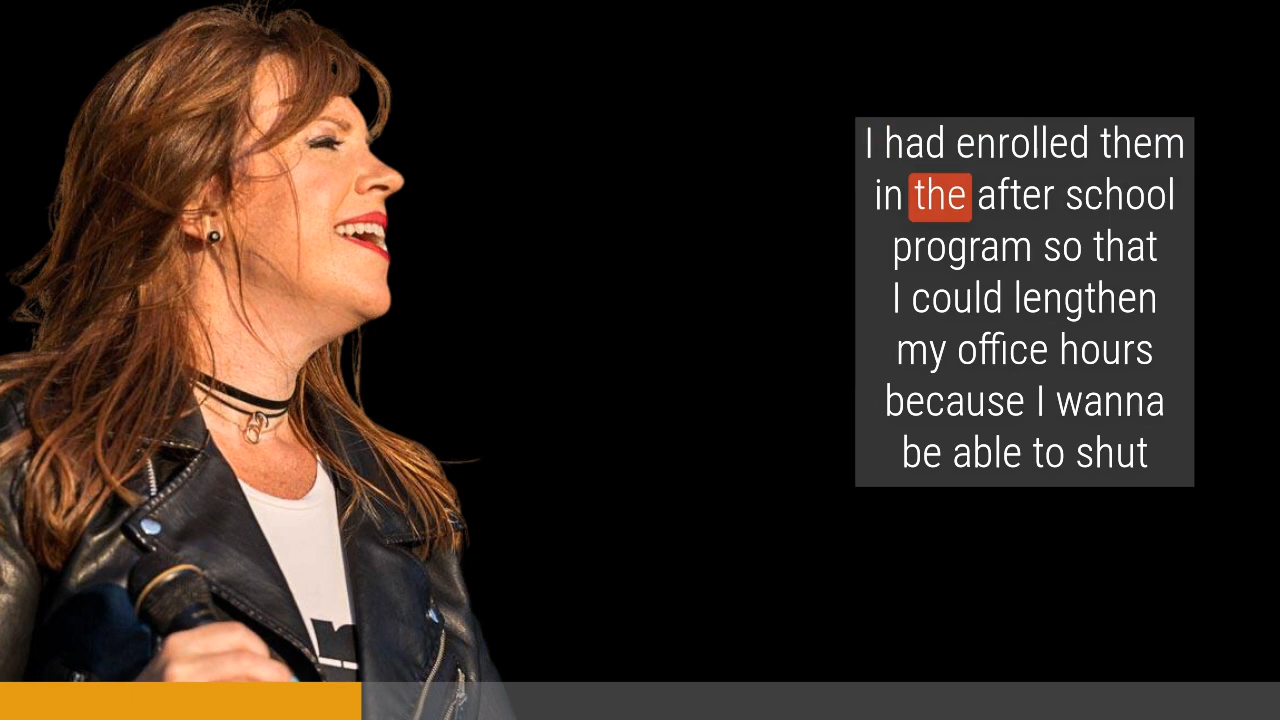 I had enrolled them
in the after school
program so that
I could lengthen
my office hours
because I wanna
be able to shut